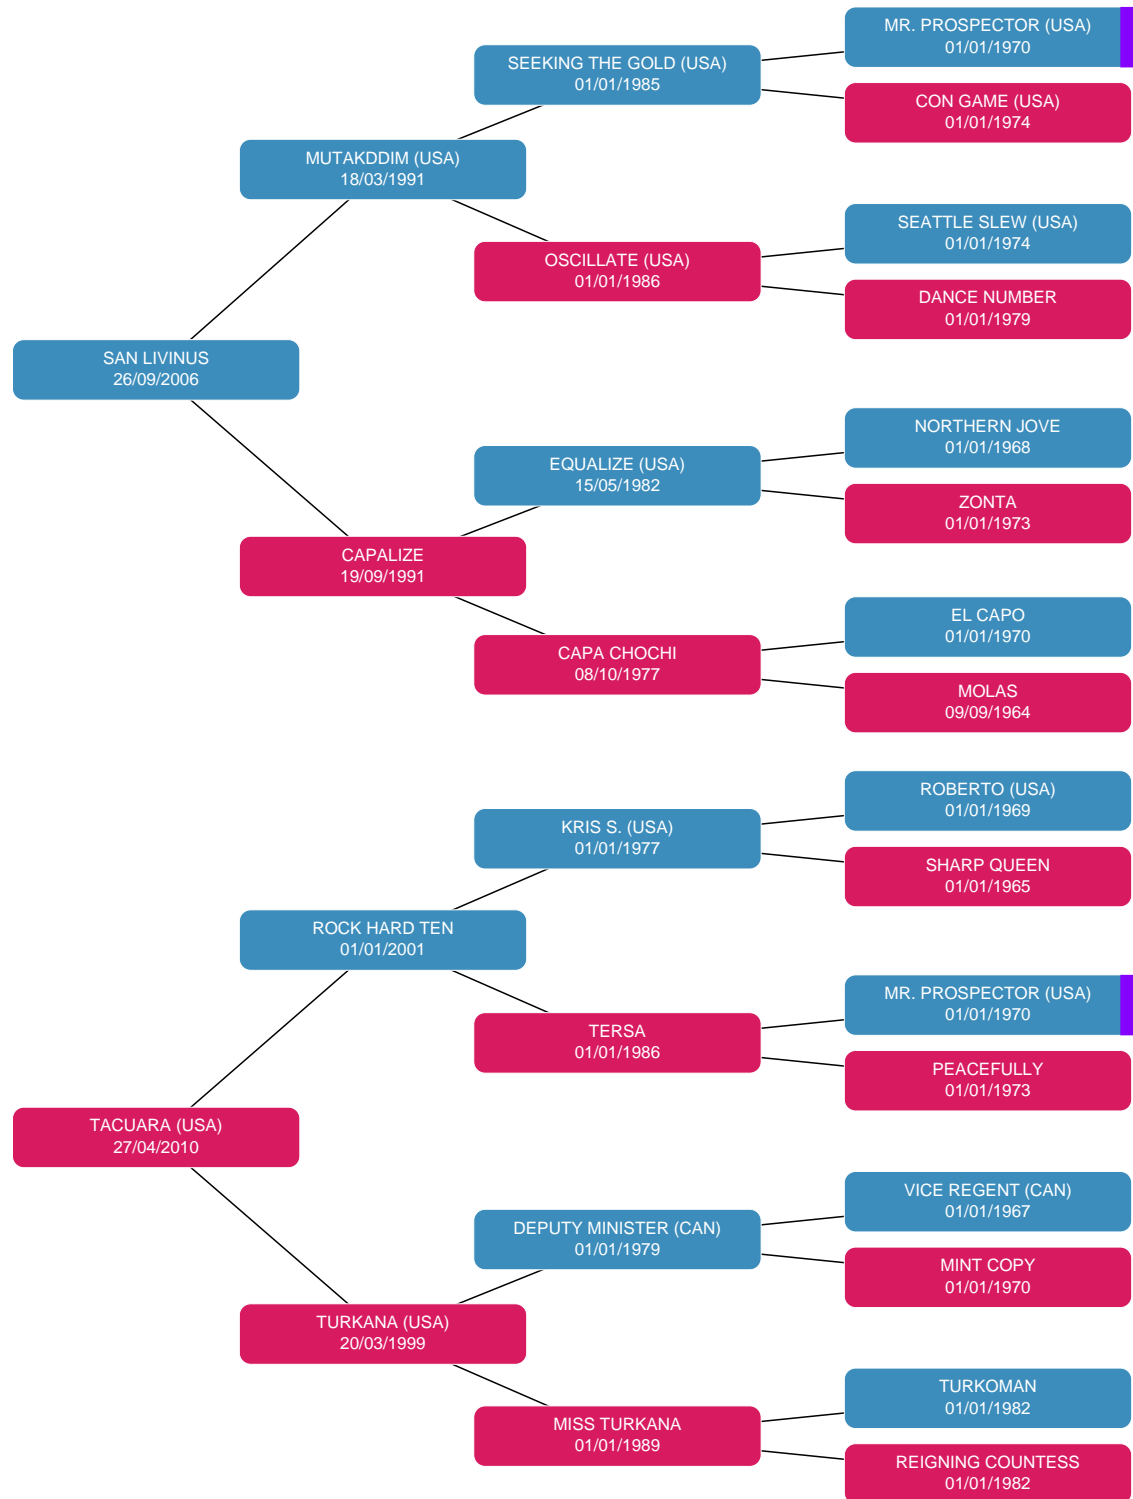 MR. PROSPECTOR (USA)
01/01/1970
SEEKING THE GOLD (USA)
01/01/1985
CON GAME (USA)
01/01/1974
MUTAKDDIM (USA)
18/03/1991
SEATTLE SLEW (USA)
01/01/1974
OSCILLATE (USA)
01/01/1986
DANCE NUMBER
01/01/1979
SAN LIVINUS
26/09/2006
NORTHERN JOVE
01/01/1968
EQUALIZE (USA)
15/05/1982
ZONTA
01/01/1973
CAPALIZE
19/09/1991
EL CAPO
01/01/1970
CAPA CHOCHI
08/10/1977
MOLAS
09/09/1964
ROBERTO (USA)
01/01/1969
KRIS S. (USA)
01/01/1977
SHARP QUEEN
01/01/1965
ROCK HARD TEN
01/01/2001
MR. PROSPECTOR (USA)
01/01/1970
TERSA
01/01/1986
PEACEFULLY
01/01/1973
TACUARA (USA)
27/04/2010
VICE REGENT (CAN)
01/01/1967
DEPUTY MINISTER (CAN)
01/01/1979
MINT COPY
01/01/1970
TURKANA (USA)
20/03/1999
TURKOMAN
01/01/1982
MISS TURKANA
01/01/1989
REIGNING COUNTESS
01/01/1982